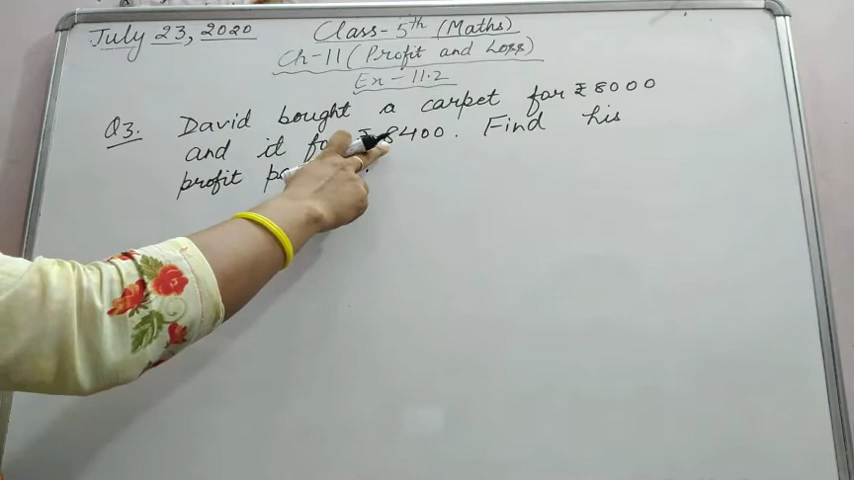 July 23, 2020
Class-5th (Maths)
Ch-11 (Profit and Loss)
Ex-11.2
Q3. David bought a carpet for ₹8000
and it ₹8400. Find his
profit